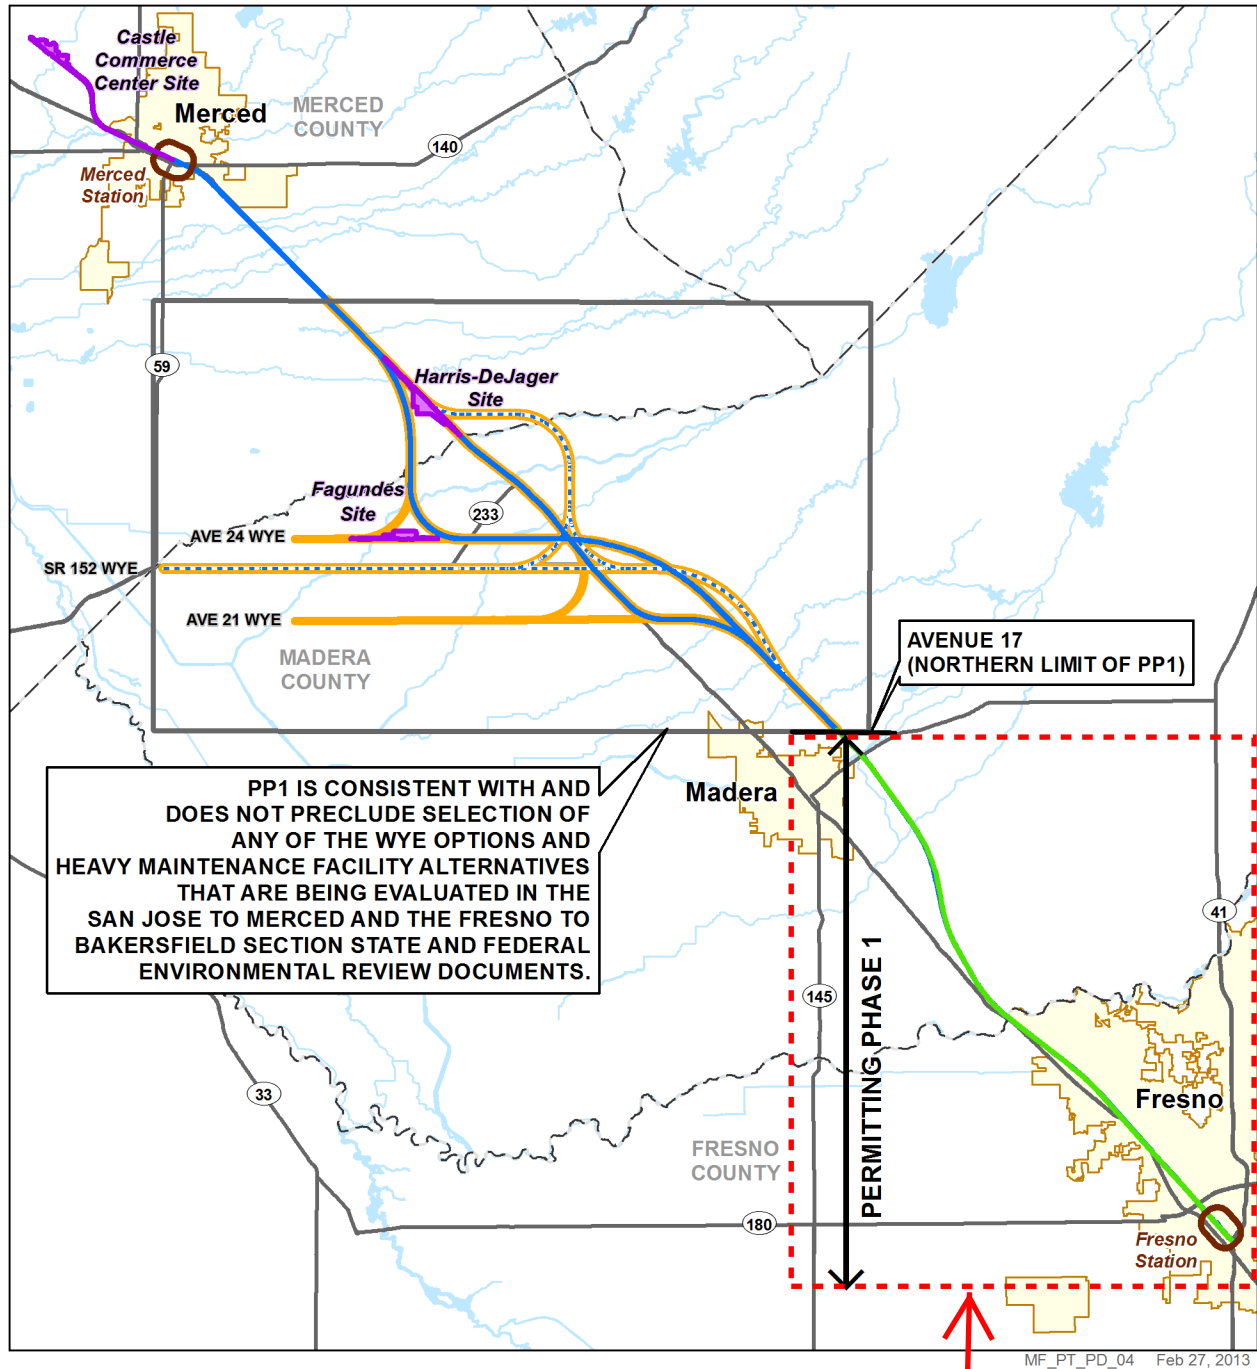 Castle
Commerce
Center Site
Merced
MERCED
COUNTY
140
Merced
Station
59
Harris-DeJager
Site
Fagundes
Site
233
AVE 24 WYE
SR 152 WYE
AVE 21 WYE
MADERA
COUNTY
AVENUE 17
(NORTHERN LIMIT OF PP1)
PP1 IS CONSISTENT WITH AND
DOES NOT PRECLUDE SELECTION OF
ANY OF THE WYE OPTIONS AND
HEAVY MAINTENANCE FACILITY ALTERNATIVES
THAT ARE BEING EVALUATED IN THE
SAN JOSE TO MERCED AND THE FRESNO TO
BAKERSFIELD SECTION STATE AND FEDERAL
ENVIRONMENTAL REVIEW DOCUMENTS.
Madera
41
145
PERMITTING PHASE 1
33
Fresno
FRESNO
COUNTY
180
Fresno
Station
MF_PT_PD_04 Feb 27, 2013